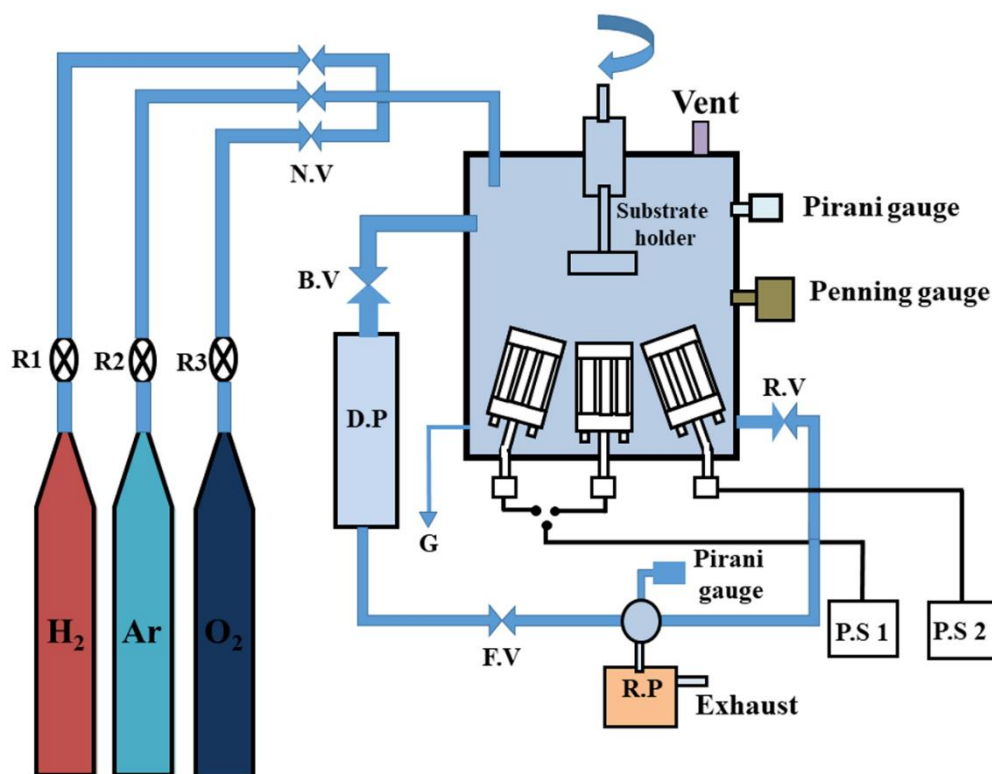 Vent
N.V
Substrate
holder
Pirani gauge
B.V
Penning gauge
R1
R2
R3
D.P
R.V
G
Pirani
gauge
H₂
Ar
O₂
F.V
P.S 1
P.S 2
R.P
Exhaust